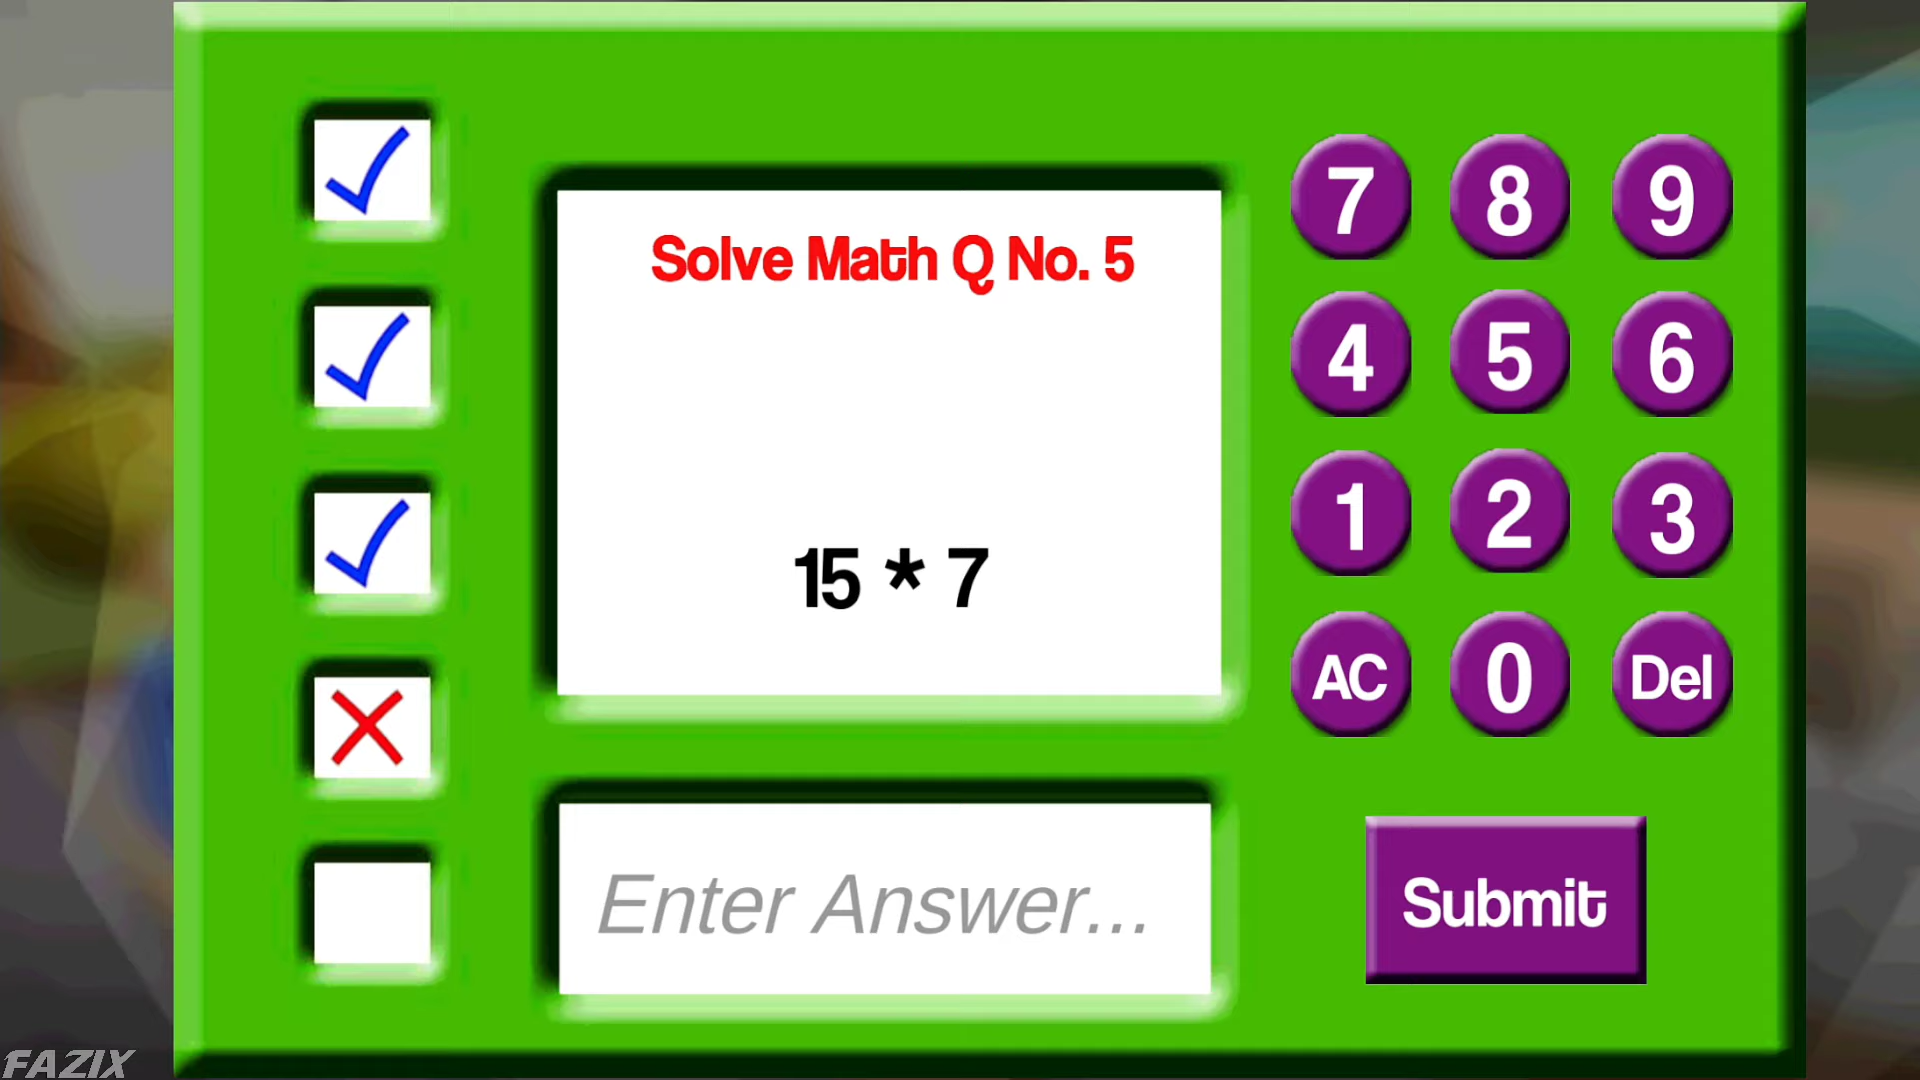 Solve Math Q No. 5
15 * 7
Enter Answer...
7 8 9
4 5 6
1 2 3
AC 0 Del
Submit
FAZIX